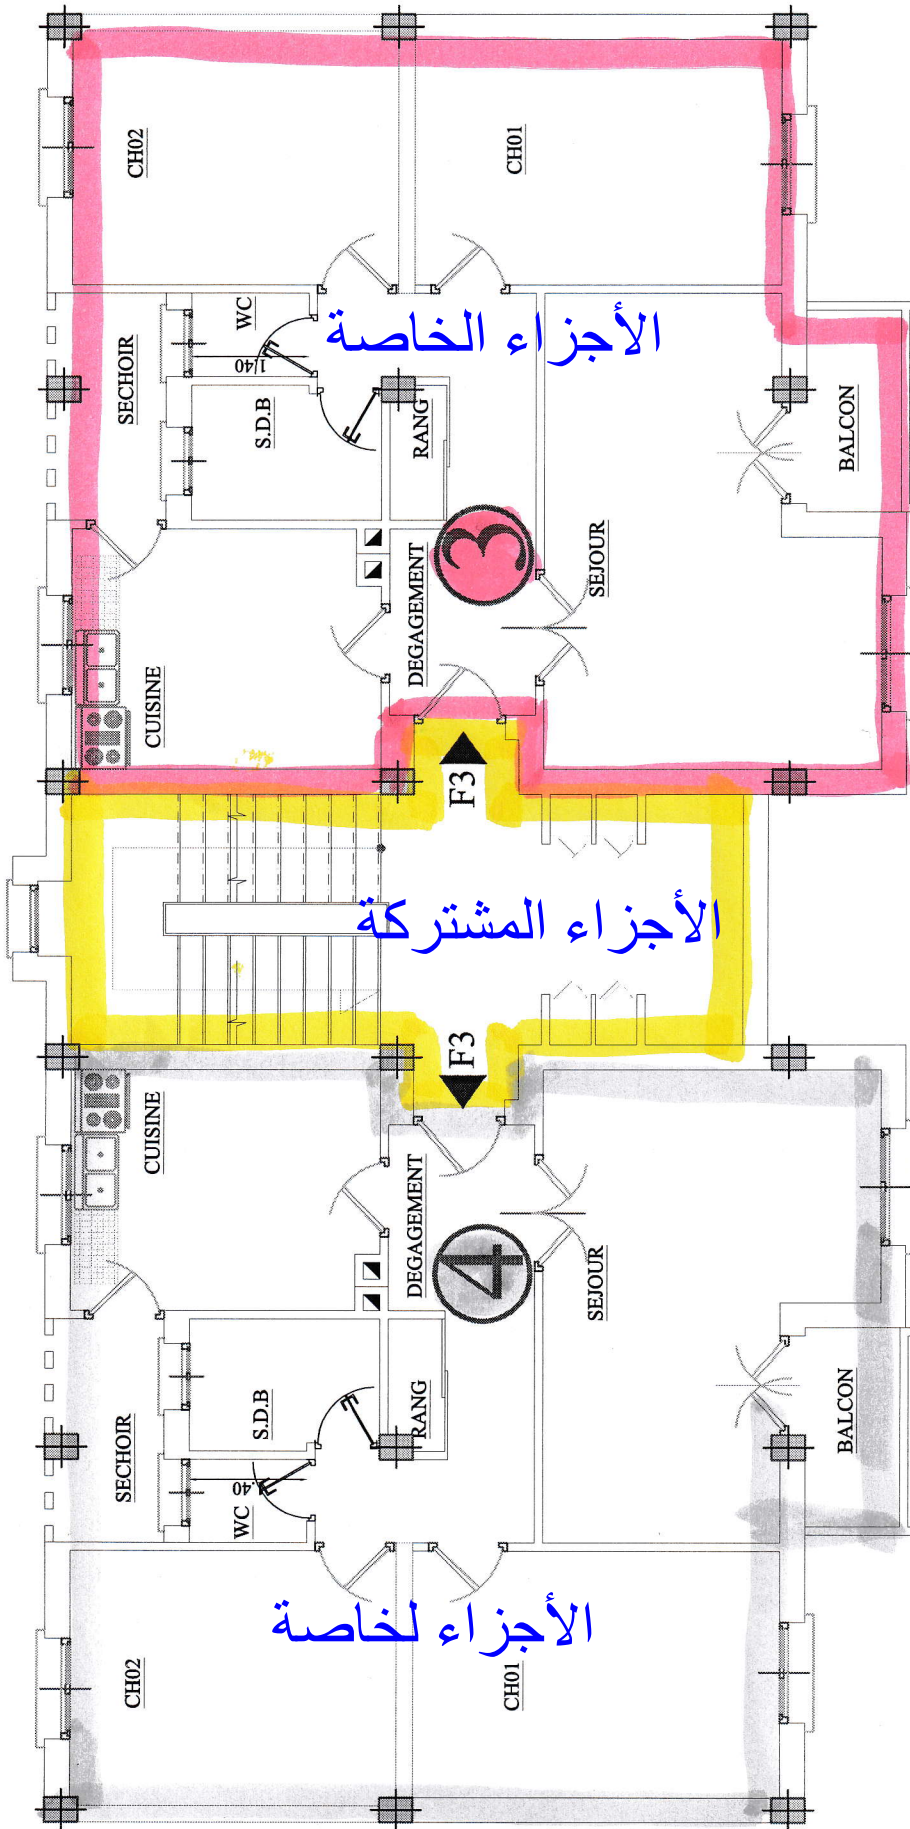 CH02
CH01
WC
الأجزاء الخاصة
1,40
SECHOIR
S.D.B
RANG
BALCON
3
DEGAGEMENT
SEJOUR
CUISINE
F3
الأجزاء المشتركة
F3
CUISINE
DEGAGEMENT
4
SEJOUR
S.D.B
RANG
BALCON
SECHOIR
.40
WC
الأجزاء لخاصة
CH02
CH01